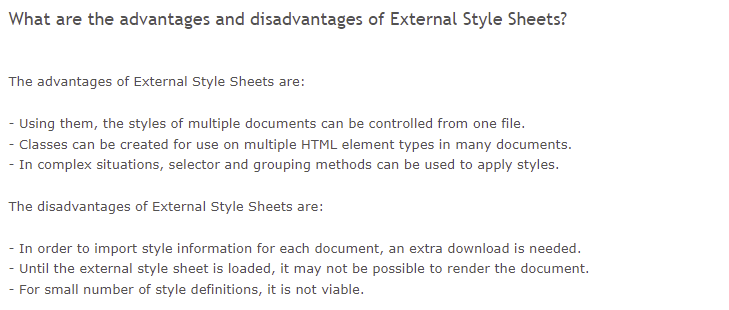 What are the advantages and disadvantages of External Style Sheets?
The advantages of External Style Sheets are:
- Using them, the styles of multiple documents can be controlled from one file.
- Classes can be created for use on multiple HTML element types in many documents.
- In complex situations, selector and grouping methods can be used to apply styles.
The disadvantages of External Style Sheets are:
- In order to import style information for each document, an extra download is needed.
- Until the external style sheet is loaded, it may not be possible to render the document.
- For small number of style definitions, it is not viable.